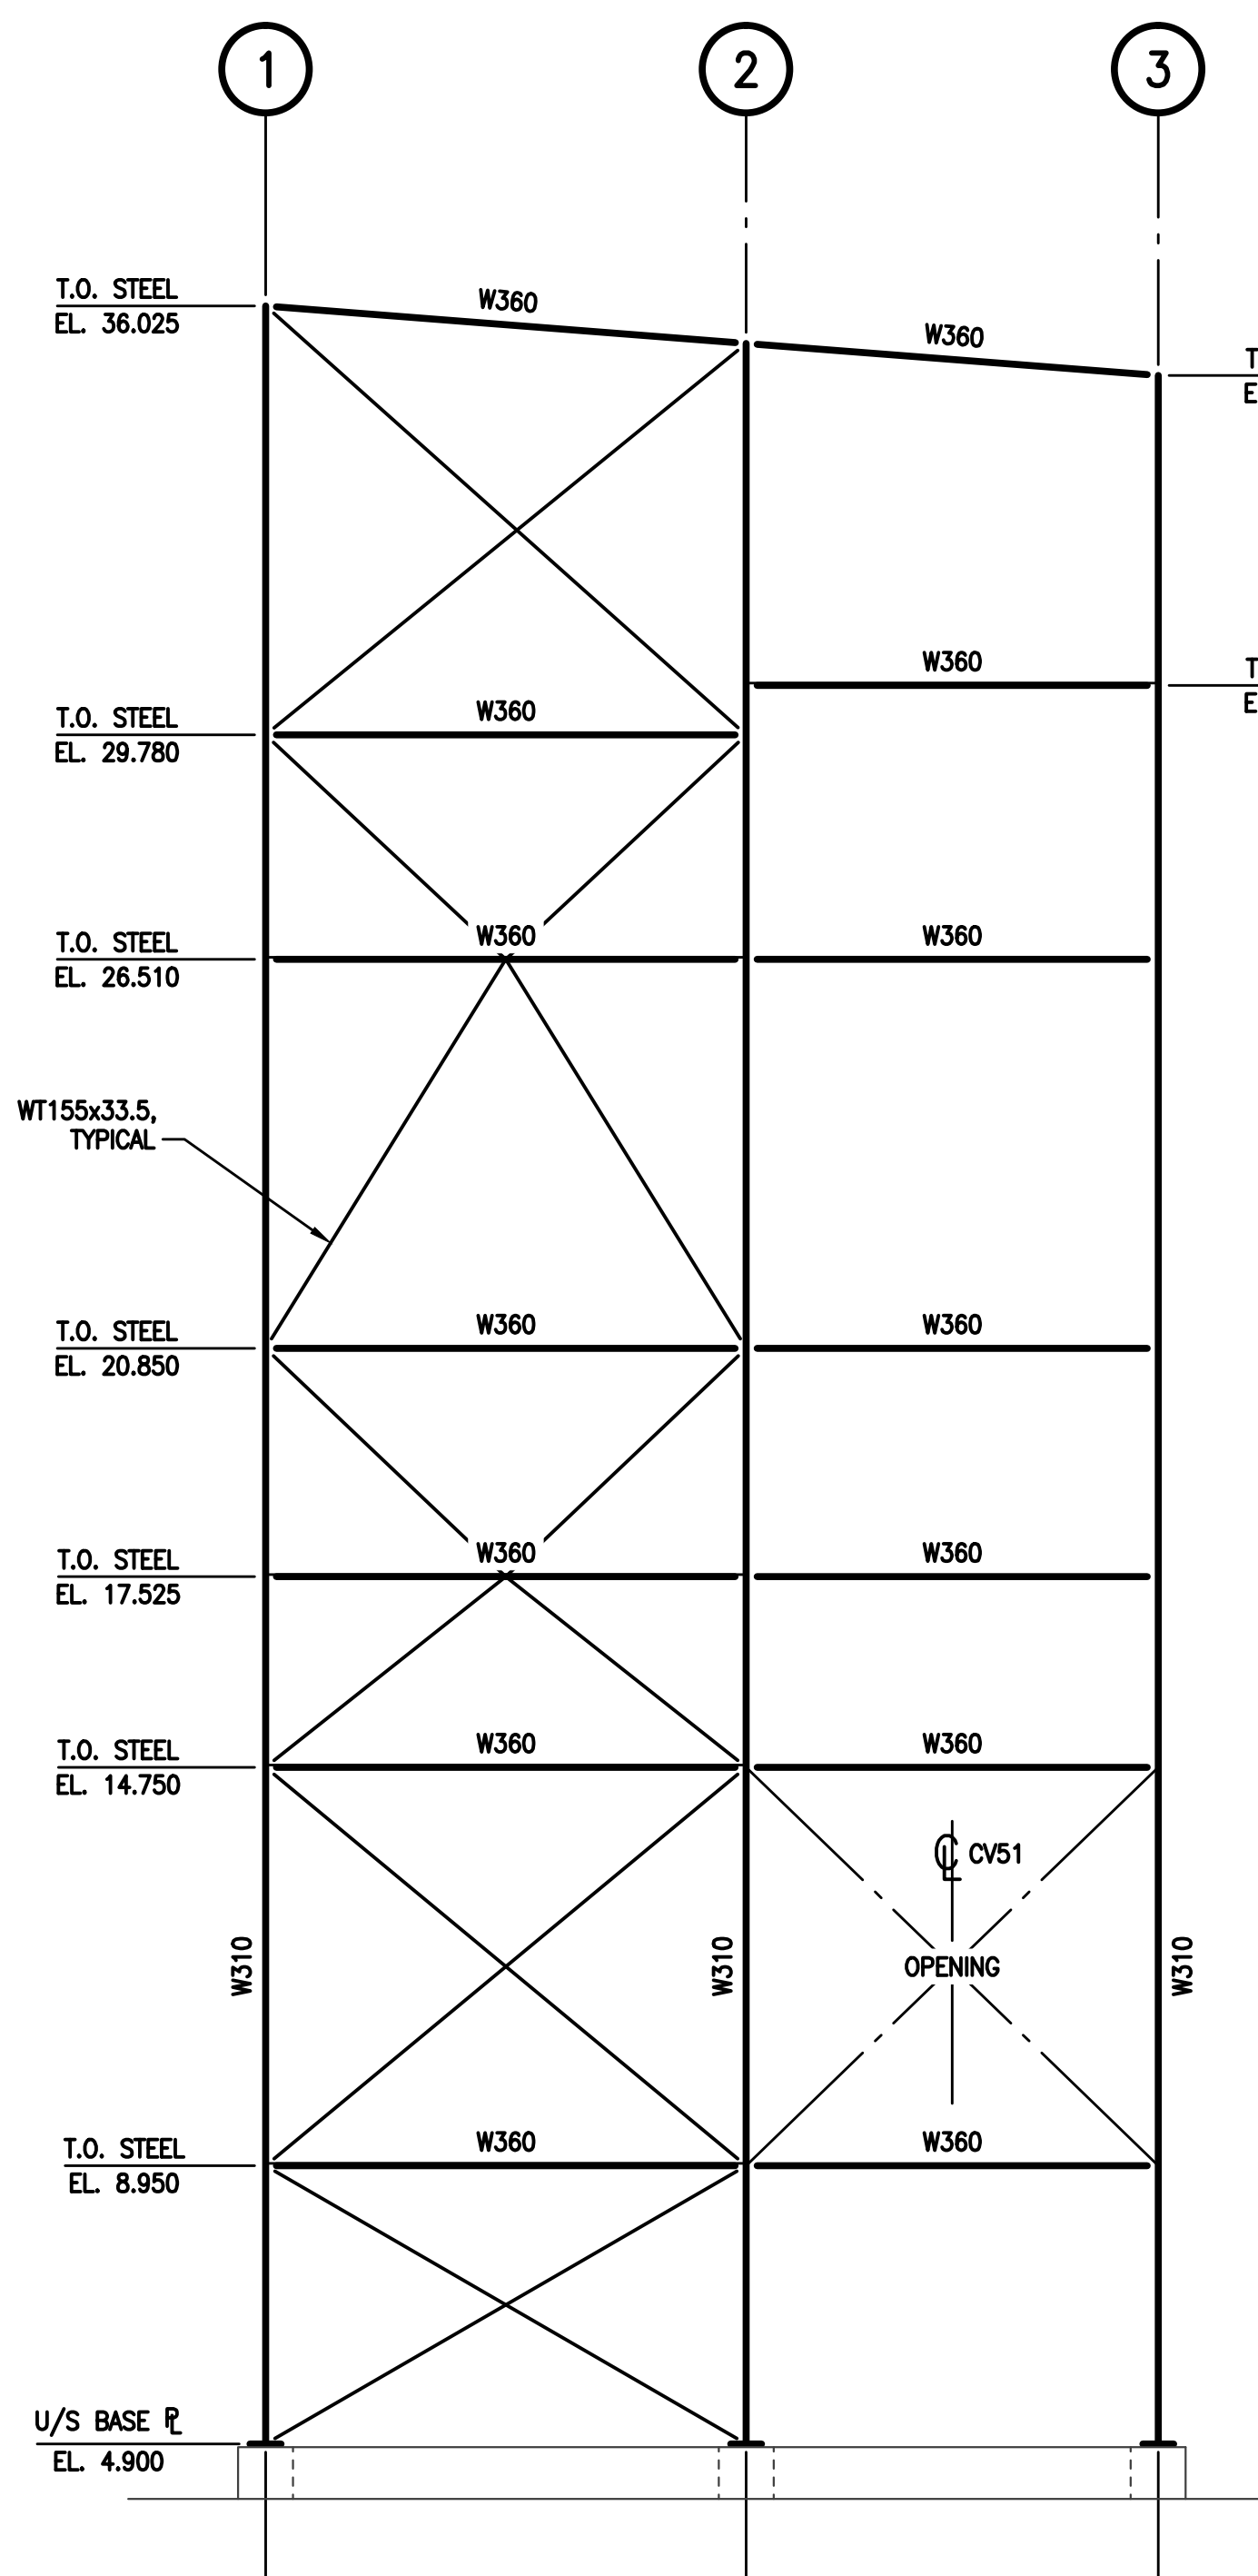 1 2 3
T.O. STEEL
EL. 36.025
W360
W360
W360
T.O. STEEL
EL. 29.780
W360
T.O. STEEL
EL. 26.510
W360 W360
WT155x33.5,
TYPICAL
T.O. STEEL
EL. 20.850
W360 W360
T.O. STEEL
EL. 17.525
W360 W360
T.O. STEEL
EL. 14.750
W360 W360
℄ CV51
OPENING
W310 W310 W310
T.O. STEEL
EL. 8.950
W360 W360
U/S BASE ⅊
EL. 4.900